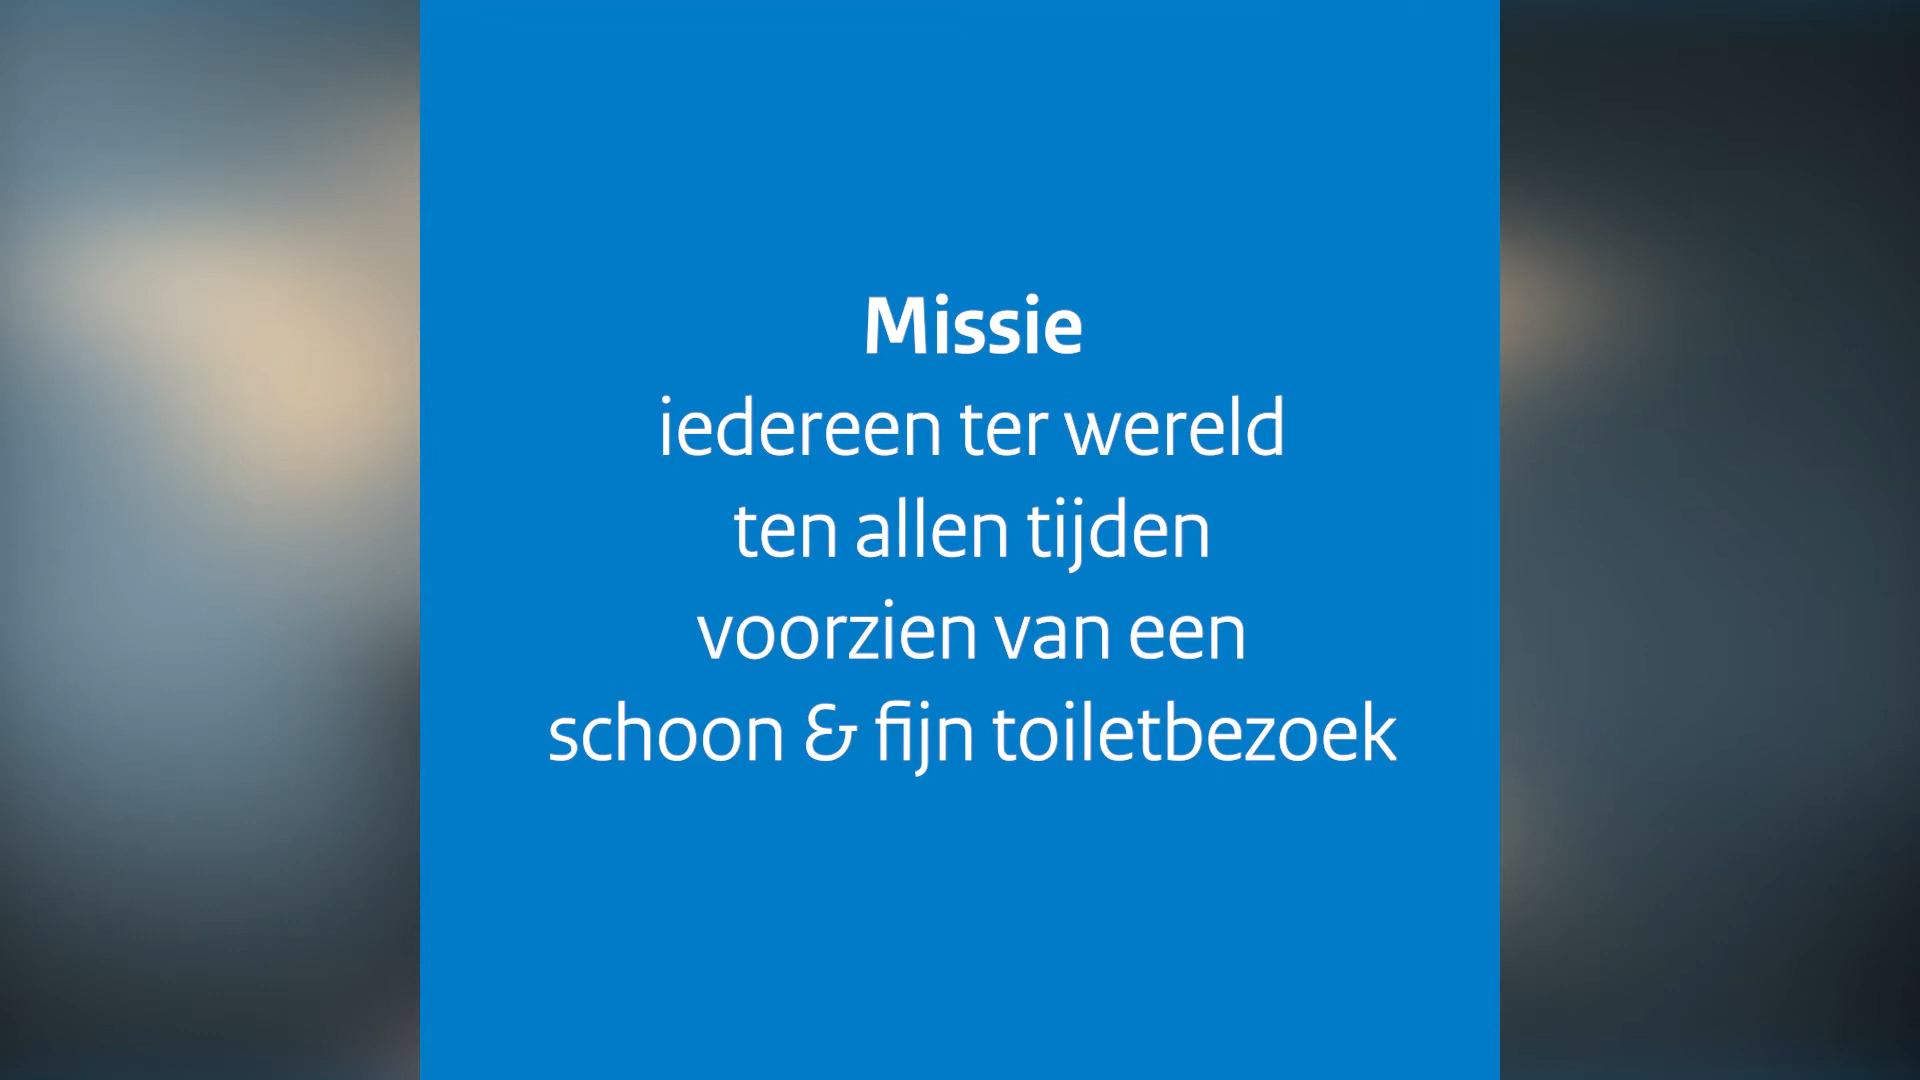 Missie
iedereen ter wereld
ten allen tijden
voorzien van een
schoon & fijn toiletbezoek